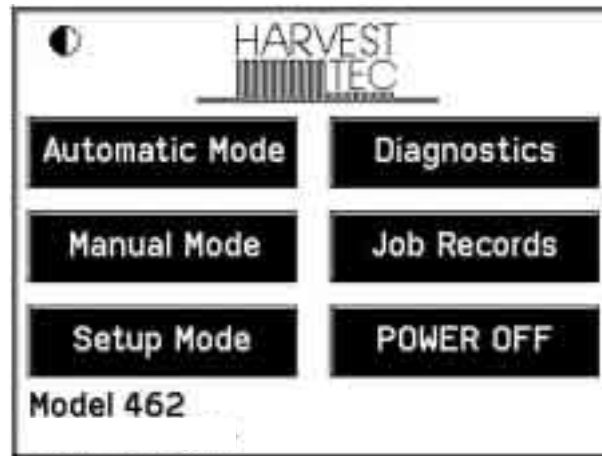 HARVEST
TEC
Automatic Mode
Diagnostics
Manual Mode
Job Records
Setup Mode
POWER OFF
Model 462